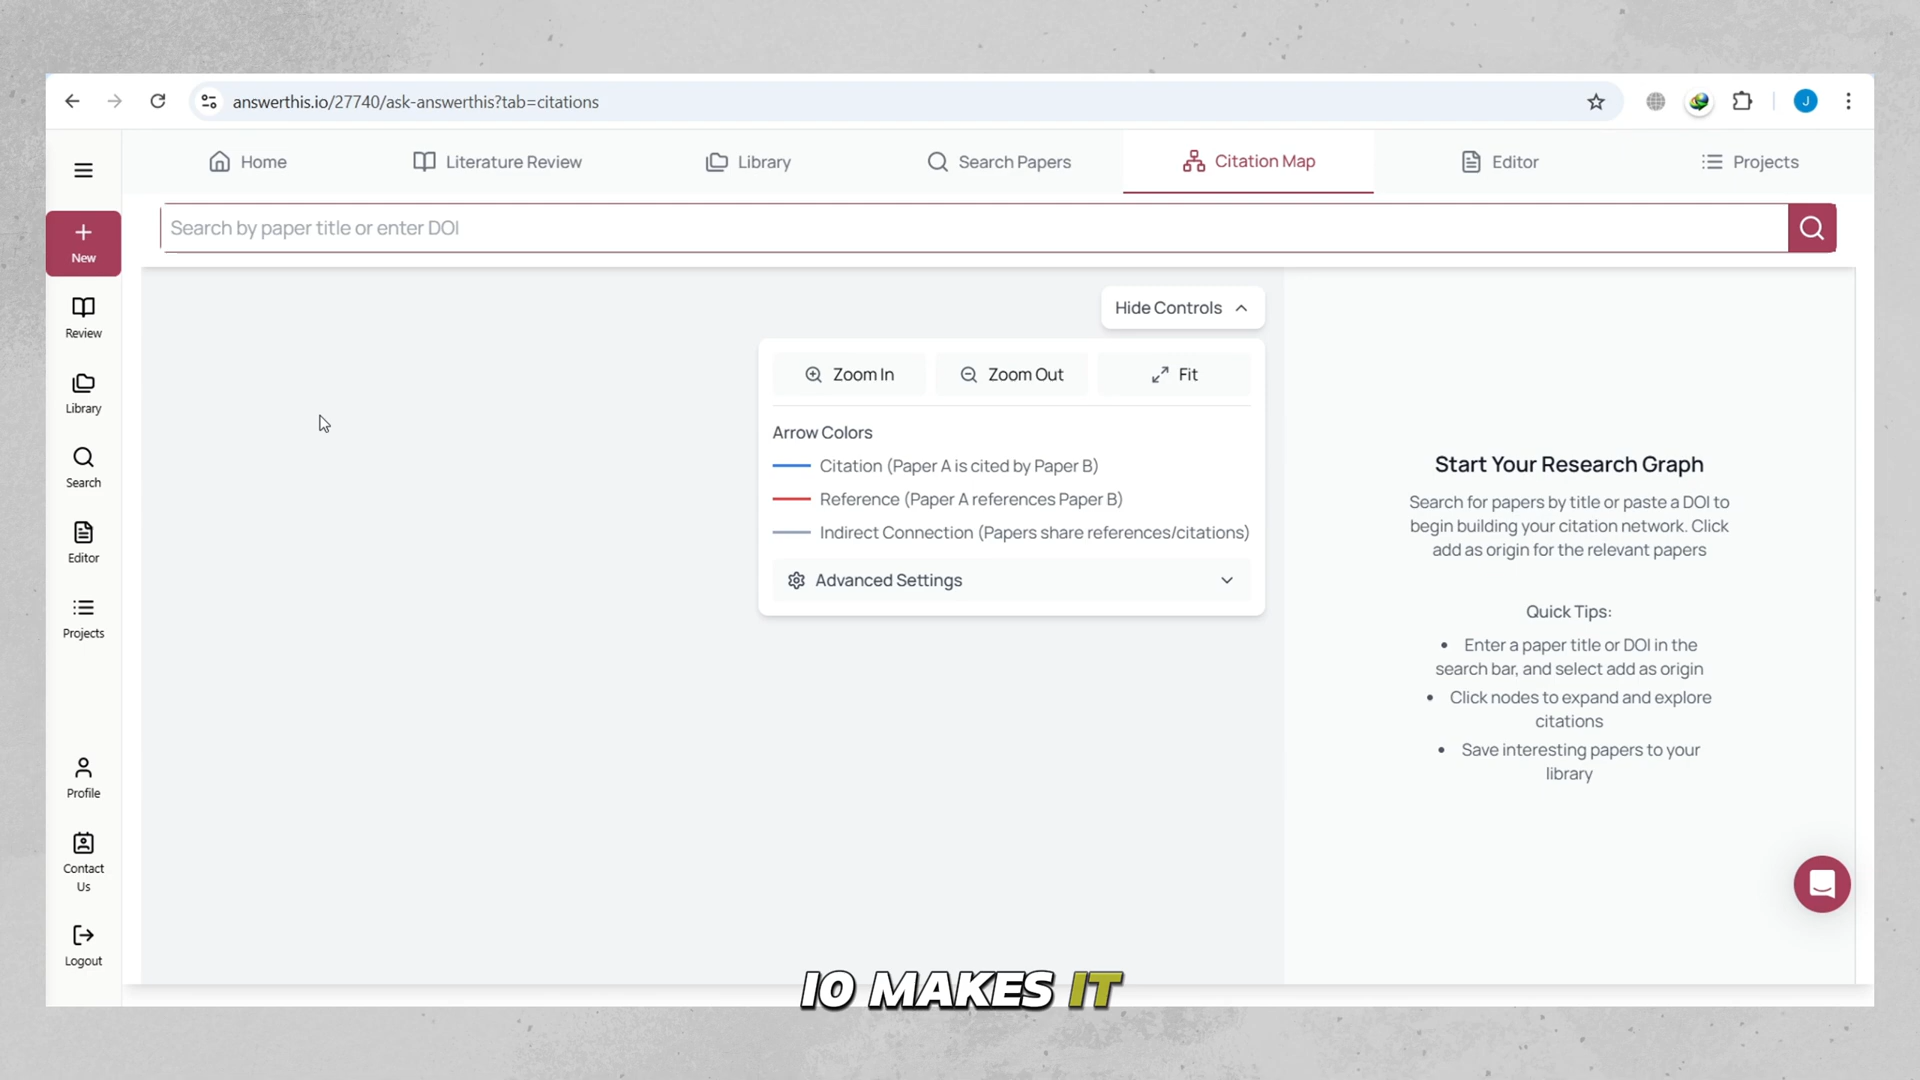 answerthis.io/27740/ask-answerthis?tab=citations
J
Home
Literature Review
Library
Search Papers
Citation Map
Editor
Projects
New
Review
Library
Search
Editor
Projects
Profile
Contact
Us
Logout
Search by paper title or enter DOI
Hide Controls
Zoom In
Zoom Out
Fit
Arrow Colors
Citation (Paper A is cited by Paper B)
Reference (Paper A references Paper B)
Indirect Connection (Papers share references/citations)
Advanced Settings
Start Your Research Graph
Search for papers by title or paste a DOI to
begin building your citation network. Click
add as origin for the relevant papers
Quick Tips:
• Enter a paper title or DOI in the
search bar, and select add as origin
• Click nodes to expand and explore
citations
• Save interesting papers to your
library
IO MAKES IT